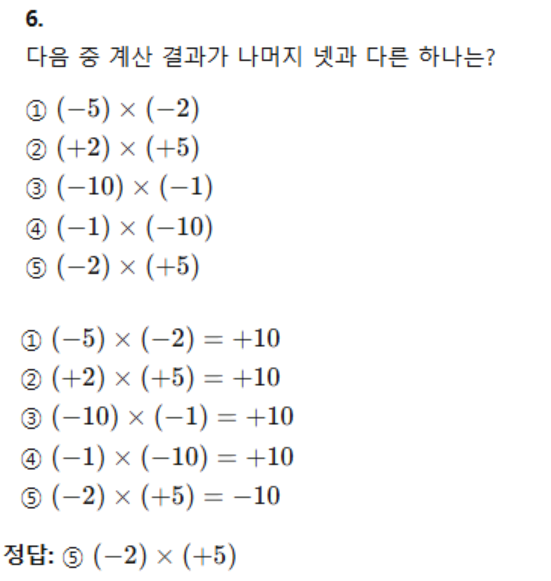 6.
다음 중 계산 결과가 나머지 넷과 다른 하나는?
① (−5) × (−2)
② (+2) × (+5)
③ (−10) × (−1)
④ (−1) × (−10)
⑤ (−2) × (+5)
① (−5) × (−2) = +10
② (+2) × (+5) = +10
③ (−10) × (−1) = +10
④ (−1) × (−10) = +10
⑤ (−2) × (+5) = −10
정답: ⑤ (−2) × (+5)